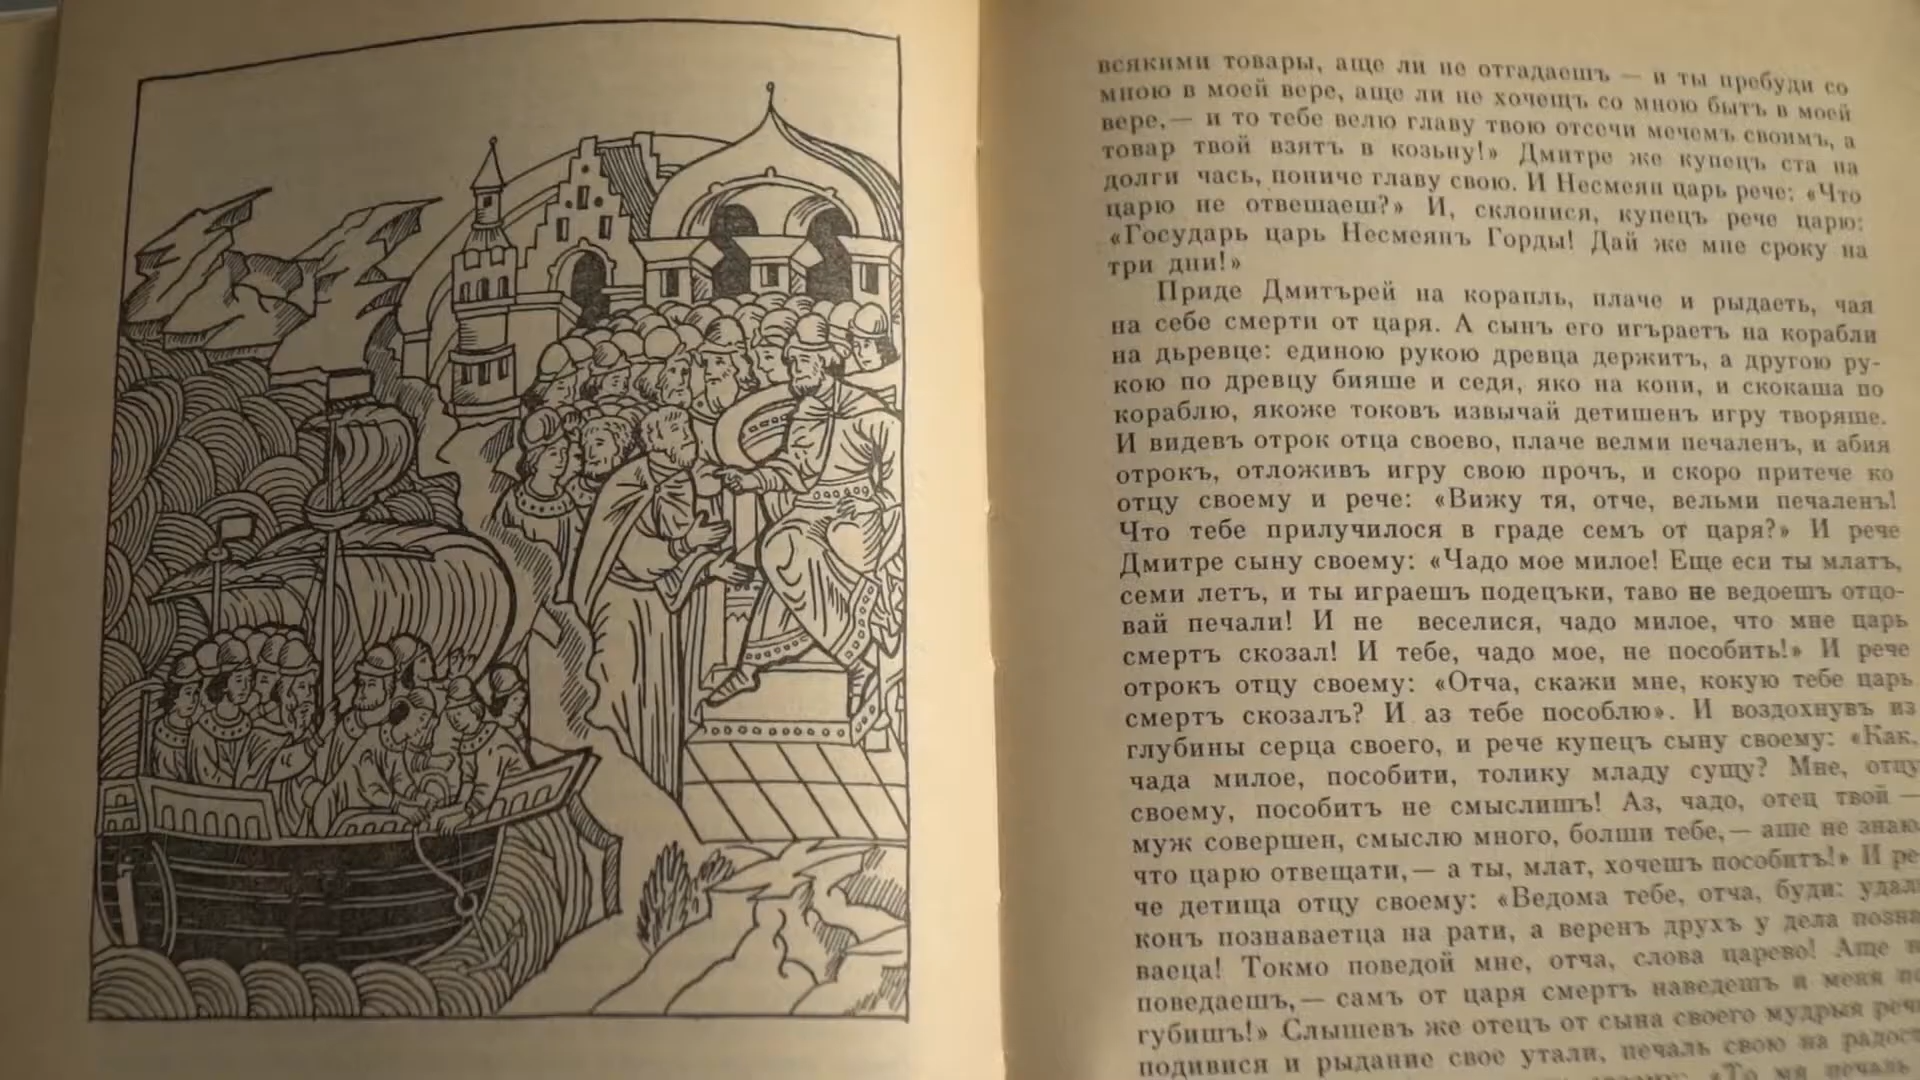 всякими товары, аще ли не отгадаешъ — и ты пребуди со
мною в моей вере, аще ли не хочещъ со мною быть в моей
вере,— и то тебе велю главу твою отсечи мечемъ своимъ, а
товар твой взятъ в козьну!» Дмитре же купецъ ста на
долги часъ, пониче главу свою. И Несмеян царь рече: «Что
царю не отвешаеш?» И, склонися, купецъ рече царю:
«Государь царь Несмеянъ Горды! Дай же мне сроку на
три дни!»
Приде Дмитърей на корапль, плаче и рыдаеть, чая
на себе смерти от царя. А сынъ его игъраетъ на корабли
на дьревце: единою рукою древца держитъ, а другою ру-
кою по древцу бияше и седя, яко на кони, и скокаша по
кораблю, якоже токовъ извычай детишенъ игру творяше.
И видевъ отрок отца своево, плаче велми печаленъ, и абия
отрокъ, отложивъ игру свою прочъ, и скоро притече ко
отцу своему и рече: «Вижу тя, отче, вельми печаленъ!
Что тебе прилучилося в граде семъ от царя?» И рече
Дмитре сыну своему: «Чадо мое милое! Еще еси ты млатъ,
семи летъ, и ты играешъ подецъки, таво не ведоешъ отцо-
вай печали! И не веселися, чадо милое, что мне царь
смертъ скозал! И тебе, чадо мое, не пособить!» И рече
отрокъ отцу своему: «Отча, скажи мне, кокую тебе царь
смертъ скозалъ? И аз тебе пособлю». И воздохнувъ из
глубины серца своего, и рече купецъ сыну своему: «Как,
чада милое, пособити, толику младу сущу? Мне, отцу
своему, пособитъ не смыслишъ! Аз, чадо, отец твой —
муж совершен, смыслю много, болши тебе,— аше не знаю,
что царю отвещати,— а ты, млат, хочешъ пособитъ!» И ре-
че детища отцу своему: «Ведома тебе, отча, буди:
конъ познаваетца на рати, а веренъ друхъ у дела
ваеца! Токмо поведой мне, отча, слова царево! Аще
поведаешъ,— самъ от царя смертъ наведешъ и меня
губишъ!» Слышевъ же отецъ от сына своего мудрыя
подивися и рыдание свое утали, печаль свою на
«То мя печаль